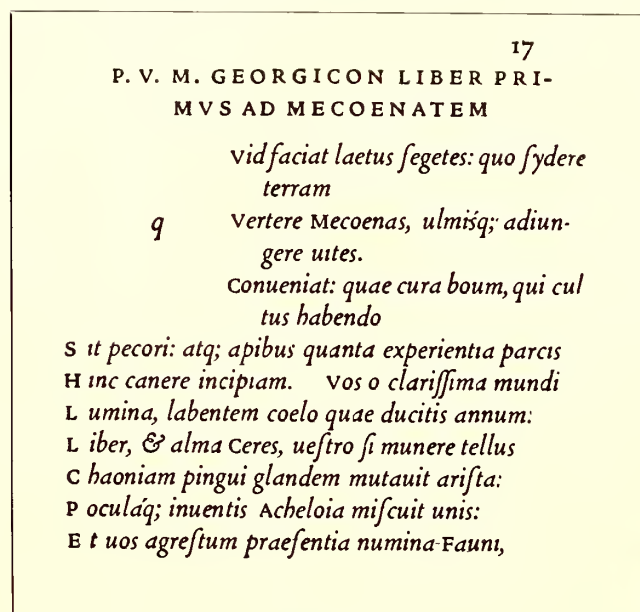 17
P. V. M. GEORGICON LIBER PRI-
MVS AD MECOENATEM
Vid faciat laetus ſegetes: quo ſydere
terram
q Vertere Mecoenas, ulmiśq; adiun-
gere uites.
Conueniat: quae cura boum, qui cul
tus habendo
S it pecori: atq; apibus quanta experientia parcis
H inc canere incipiam. Vos o clariſſima mundi
L umina, labentem coelo quae ducitis annum:
L iber, & alma Ceres, ueſtro ſi munere tellus
C haoniam pingui glandem mutauit ariſta:
P oculáq; inuentis Acheloia miſcuit unis:
E t uos agreſtum praeſentia numina Fauni,